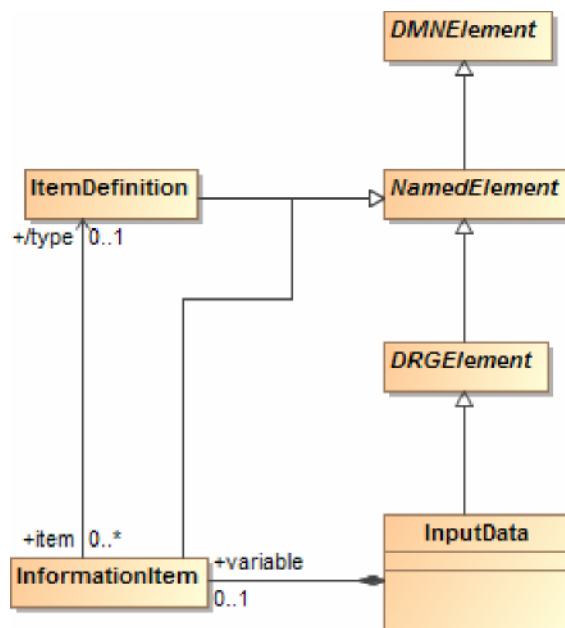 DMNElement
ItemDefinition
NamedElement
+/type 0..1
DRGElement
+item 0..*
InputData
InformationItem
+variable
0..1